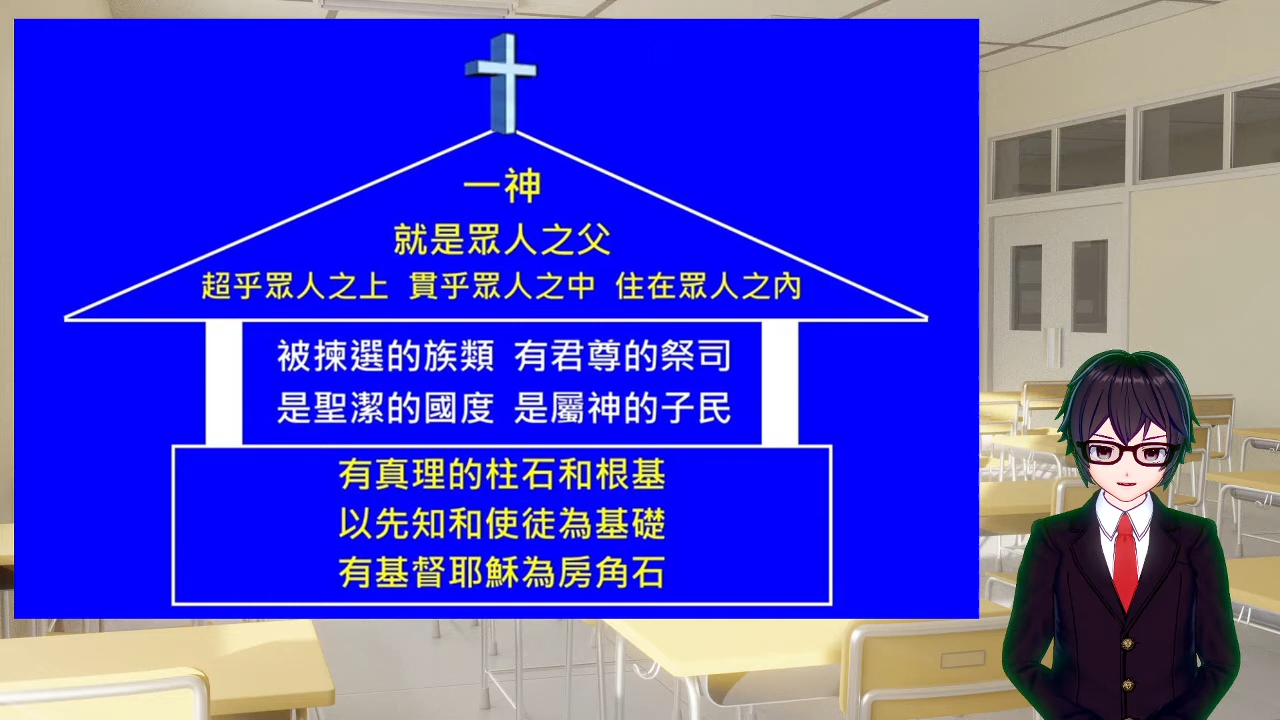 一神
就是眾人之父
超乎眾人之上 貫乎眾人之中 住在眾人之內
被揀選的族類 有君尊的祭司
是聖潔的國度 是屬神的子民
有真理的柱石和根基
以先知和使徒為基礎
有基督耶穌為房角石